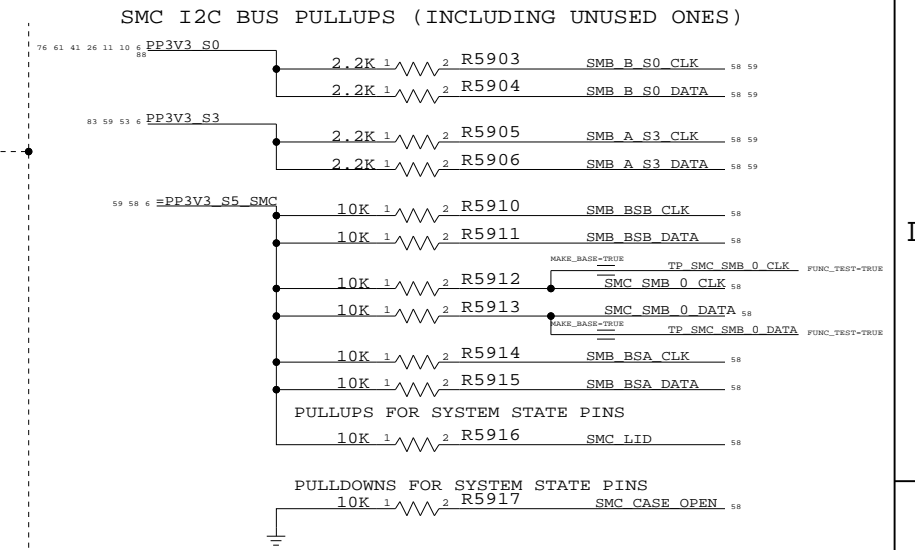 SMC I2C BUS PULLUPS (INCLUDING UNUSED ONES)
76 61 41 26 11 10 6 PP3V3_S0
88
2.2K 1 2 R5903 SMB_B_S0_CLK 58 59
2.2K 1 2 R5904 SMB_B_S0_DATA 58 59
83 59 53 6 PP3V3_S3
2.2K 1 2 R5905 SMB_A_S3_CLK 58 59
2.2K 1 2 R5906 SMB_A_S3_DATA 58 59
59 58 6 =PP3V3_S5_SMC
10K 1 2 R5910 SMB_BSB_CLK 58
10K 1 2 R5911 SMB_BSB_DATA 58
MAKE_BASE=TRUE
TP_SMC_SMB_0_CLK FUNC_TEST=TRUE
10K 1 2 R5912 SMC_SMB_0_CLK 58
10K 1 2 R5913 SMC_SMB_0_DATA 58
MAKE_BASE=TRUE
TP_SMC_SMB_0_DATA FUNC_TEST=TRUE
10K 1 2 R5914 SMB_BSA_CLK 58
10K 1 2 R5915 SMB_BSA_DATA 58
PULLUPS FOR SYSTEM STATE PINS
10K 1 2 R5916 SMC_LID 58
PULLDOWNS FOR SYSTEM STATE PINS
10K 1 2 R5917 SMC_CASE_OPEN 58